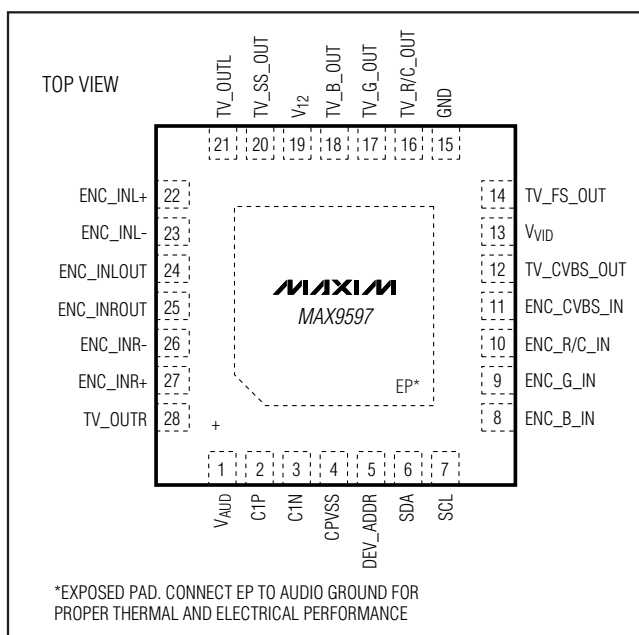 TOP VIEW
TV_OUTL
TV_SS_OUT
V12
TV_B_OUT
TV_G_OUT
TV_R/C_OUT
GND
21 20 19 18 17 16 15
ENC_INL+ 22
ENC_INL- 23
ENC_INLOUT 24
ENC_INROUT 25
ENC_INR- 26
ENC_INR+ 27
TV_OUTR 28
MAXIM
MAX9597
EP*
+
14 TV_FS_OUT
13 VVID
12 TV_CVBS_OUT
11 ENC_CVBS_IN
10 ENC_R/C_IN
9 ENC_G_IN
8 ENC_B_IN
1 2 3 4 5 6 7
VAUD
C1P
C1N
CPVSS
DEV_ADDR
SDA
SCL
*EXPOSED PAD. CONNECT EP TO AUDIO GROUND FOR
PROPER THERMAL AND ELECTRICAL PERFORMANCE